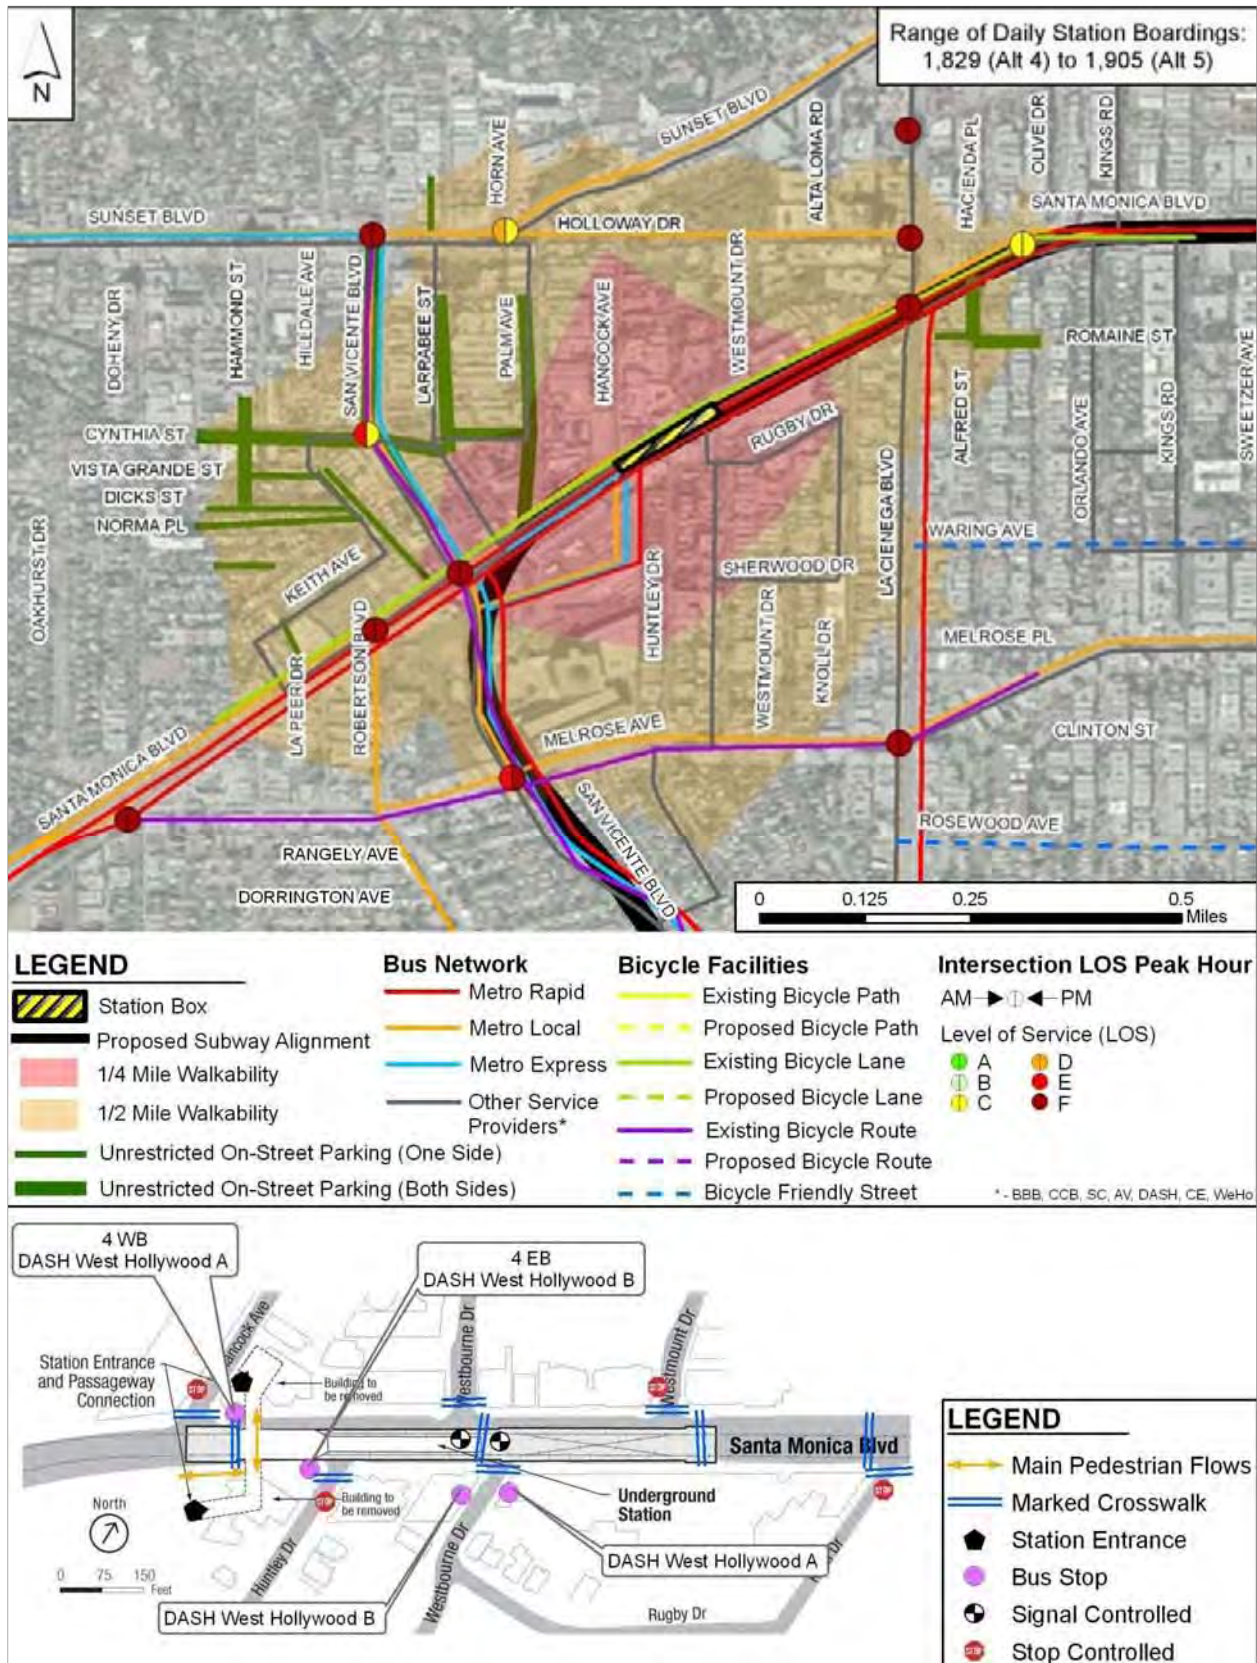 Range of Daily Station Boardings:
1,829 (Alt 4) to 1,905 (Alt 5)
N
SUNSET BLVD
HORN AVE
ALTA LOMA RD
HACIENDA PL
OLIVE DR
KINGS RD
SANTA MONICA BLVD
SUNSET BLVD
HOLLOWAY DR
DOHENY DR
HAMMOND ST
HILLDALE AVE
SAN VICENTE BLVD
LARRABEE ST
PALM AVE
HANCOCK AVE
WESTMOUNT DR
ROMAINE ST
CYNTHIA ST
VISTA GRANDE ST
DICKS ST
NORMA PL
RUGBY DR
ALFRED ST
ORLANDO AVE
KINGS RD
SWEETZER AVE
OAKHURST DR
KEITH AVE
LA CIENEGA BLVD
WARING AVE
SHERWOOD DR
HUNTLEY DR
WESTMOUNT DR
KNOLL DR
MELROSE PL
LA PEER DR
ROBERTSON BLVD
MELROSE AVE
CLINTON ST
SANTA MONICA BLVD
SAN VICENTE BLVD
ROSEWOOD AVE
RANGELY AVE
DORRINGTON AVE
0 0.125 0.25 0.5
Miles
LEGEND
Station Box
Proposed Subway Alignment
1/4 Mile Walkability
1/2 Mile Walkability
Unrestricted On-Street Parking (One Side)
Unrestricted On-Street Parking (Both Sides)
Bus Network
Metro Rapid
Metro Local
Metro Express
Other Service
Providers*
Bicycle Facilities
Existing Bicycle Path
Proposed Bicycle Path
Existing Bicycle Lane
Proposed Bicycle Lane
Existing Bicycle Route
Proposed Bicycle Route
Bicycle Friendly Street
Intersection LOS Peak Hour
AM PM
Level of Service (LOS)
A D
B E
C F
* - BBB, CCB, SC, AV, DASH, CE, WeHo
4 WB
DASH West Hollywood A
4 EB
DASH West Hollywood B
Station Entrance
and Passageway
Connection
Building to
be removed
Westbourne Dr
Westmount Dr
STOP
STOP
Santa Monica Blvd
North
0 75 150
Feet
STOP
Building to
be removed
Underground
Station
STOP
Huntley Dr
Westbourne Dr
DASH West Hollywood A
DASH West Hollywood B
Rugby Dr
LEGEND
Main Pedestrian Flows
Marked Crosswalk
Station Entrance
Bus Stop
Signal Controlled
STOP
Stop Controlled